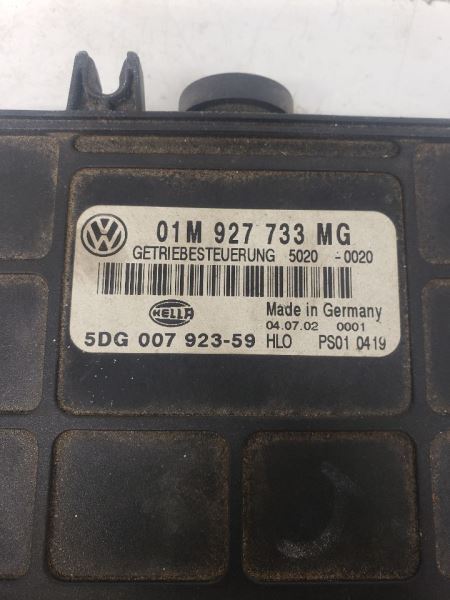 VW
01M 927 733 MG
GETRIEBESTEUERUNG 5020 -0020
HELLA
Made in Germany
04.07.02 0001
5DG 007 923-59 HLO PS01 0419